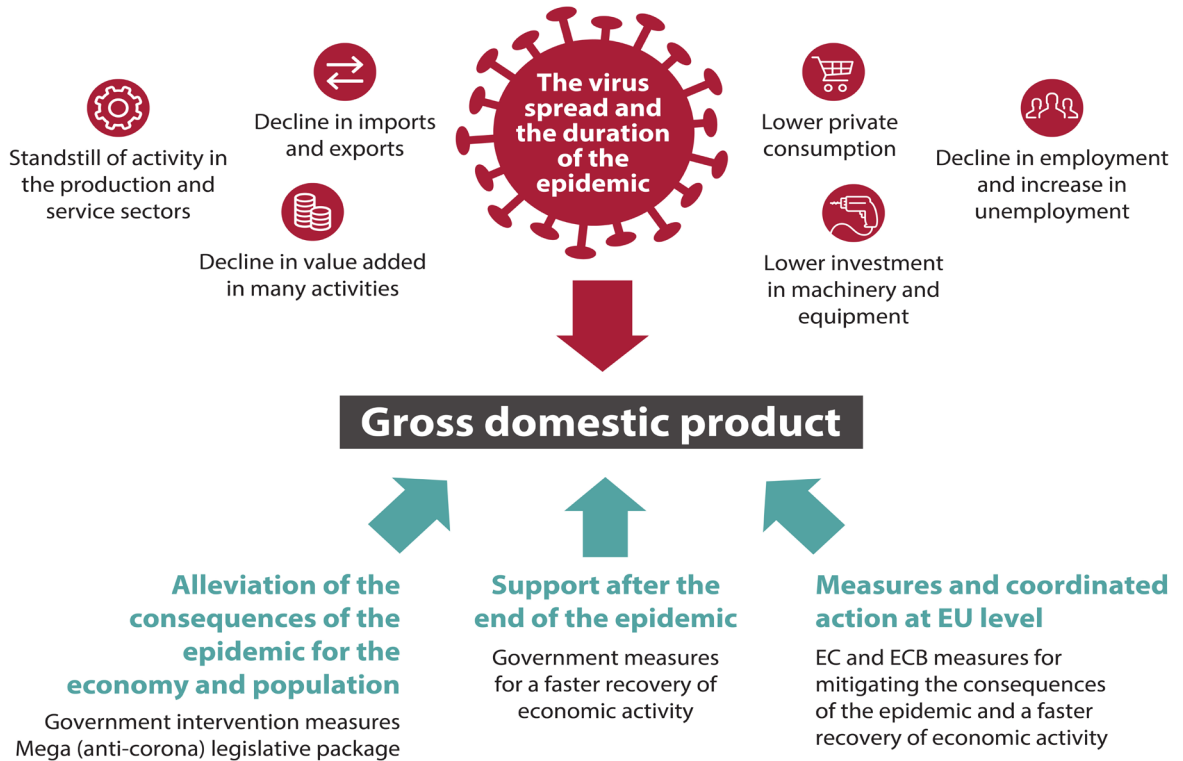 The virus
spread and
the duration
of the
epidemic
Standstill of activity in
the production and
service sectors
Decline in imports
and exports
Decline in value added
in many activities
Lower private
consumption
Decline in employment
and increase in
unemployment
Lower investment
in machinery and
equipment
Gross domestic product
Alleviation of the
consequences of the
epidemic for the
economy and population
Government intervention measures
Mega (anti-corona) legislative package
Support after the
end of the epidemic
Government measures
for a faster recovery of
economic activity
Measures and coordinated
action at EU level
EC and ECB measures for
mitigating the consequences
of the epidemic and a faster
recovery of economic activity